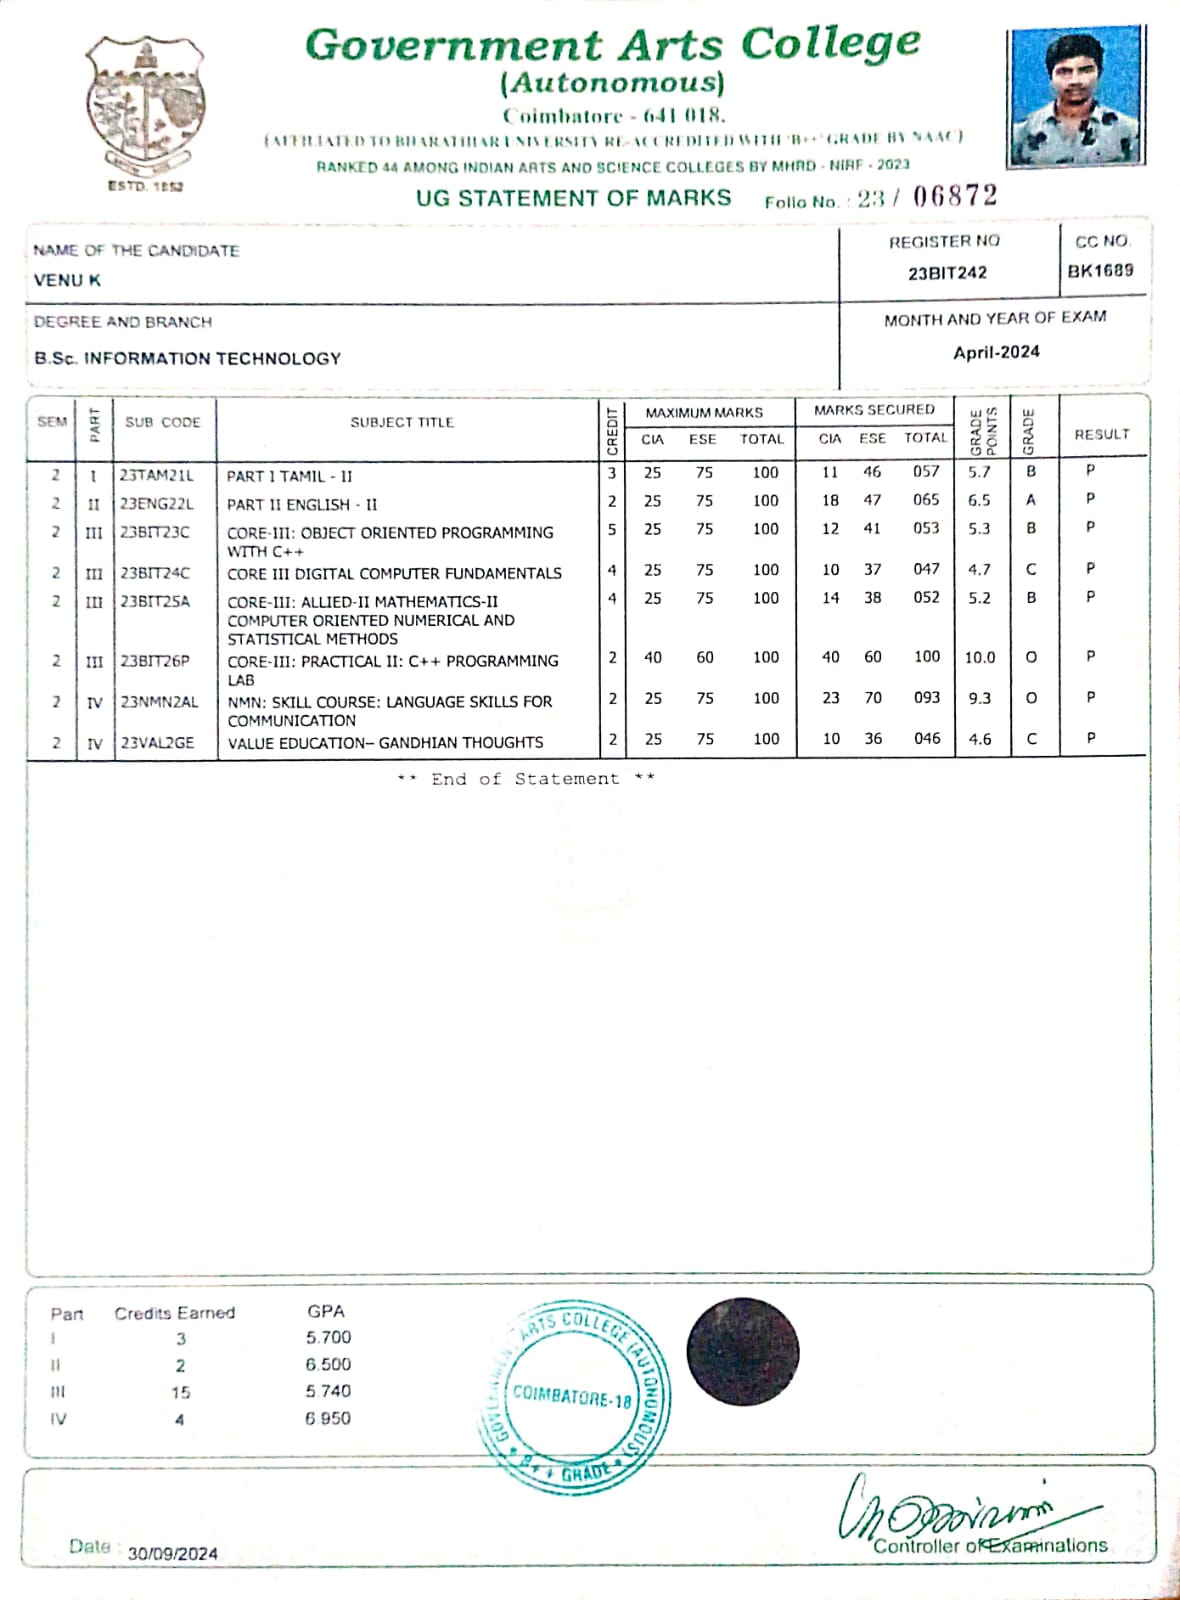 Government Arts College
(Autonomous)
Coimbatore - 641 018.
(AFFILIATED TO BHARATHIAR UNIVERSITY RE-ACCREDITED WITH 'B++' GRADE BY NAAC)
RANKED 44 AMONG INDIAN ARTS AND SCIENCE COLLEGES BY MHRD - NIRF - 2023
ESTD. 1852
UG STATEMENT OF MARKS Folio No. : 23 / 06872
NAME OF THE CANDIDATE REGISTER NO CC NO.
VENU K 23BIT242 BK1689
DEGREE AND BRANCH MONTH AND YEAR OF EXAM
B.Sc. INFORMATION TECHNOLOGY April-2024
SEM PART SUB CODE SUBJECT TITLE CREDIT MAXIMUM MARKS MARKS SECURED GRADE POINTS GRADE RESULT
CIA ESE TOTAL CIA ESE TOTAL
2 I 23TAM21L PART I TAMIL - II 3 25 75 100 11 46 057 5.7 B P
2 II 23ENG22L PART II ENGLISH - II 2 25 75 100 18 47 065 6.5 A P
2 III 23BIT23C CORE-III: OBJECT ORIENTED PROGRAMMING 5 25 75 100 12 41 053 5.3 B P
WITH C++
2 III 23BIT24C CORE III DIGITAL COMPUTER FUNDAMENTALS 4 25 75 100 10 37 047 4.7 C P
2 III 23BIT25A CORE-III: ALLIED-II MATHEMATICS-II 4 25 75 100 14 38 052 5.2 B P
COMPUTER ORIENTED NUMERICAL AND
STATISTICAL METHODS
2 III 23BIT26P CORE-III: PRACTICAL II: C++ PROGRAMMING 2 40 60 100 40 60 100 10.0 O P
LAB
2 IV 23NMN2AL NMN: SKILL COURSE: LANGUAGE SKILLS FOR 2 25 75 100 23 70 093 9.3 O P
COMMUNICATION
2 IV 23VAL2GE VALUE EDUCATION– GANDHIAN THOUGHTS 2 25 75 100 10 36 046 4.6 C P
** End of Statement **
Part Credits Earned GPA
I 3 5.700
II 2 6.500
III 15 5.740
IV 4 6.950
GOVERNMENT ARTS COLLEGE (AUTONOMOUS)
COIMBATORE-18
* B++ GRADE *
Date : 30/09/2024
Controller of Examinations